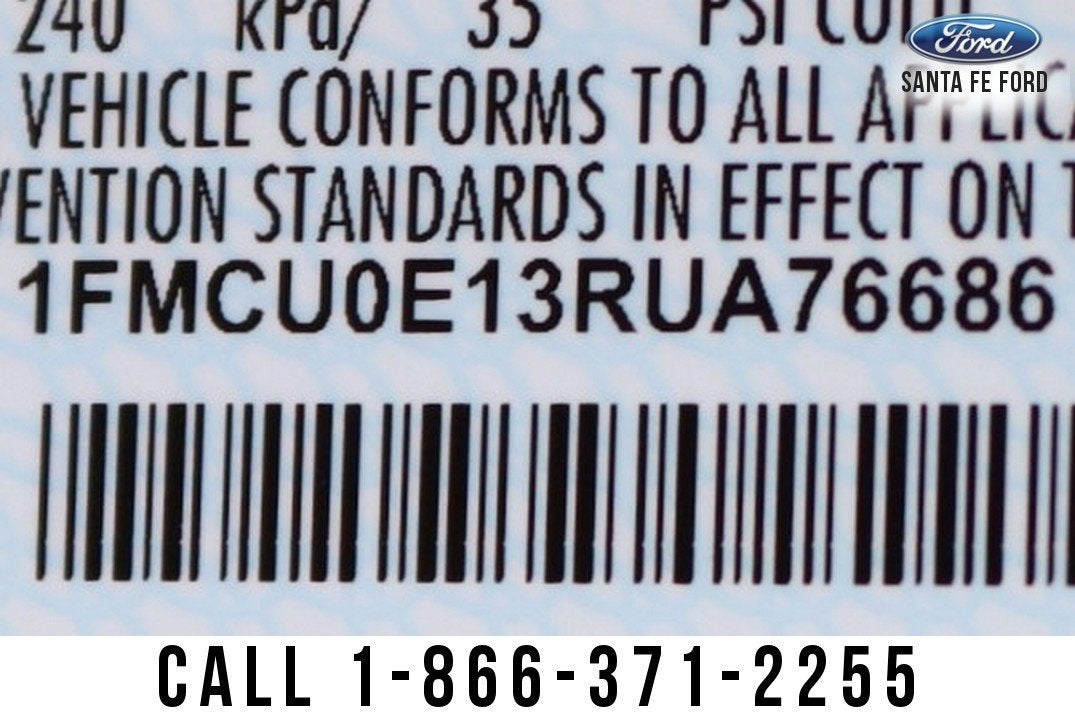 240 kPa/ 35 PSI COLD
Ford
SANTA FE FORD
VEHICLE CONFORMS TO ALL
VENTION STANDARDS IN EFFECT ON
1FMCU0E13RUA76686
CALL 1-866-371-2255